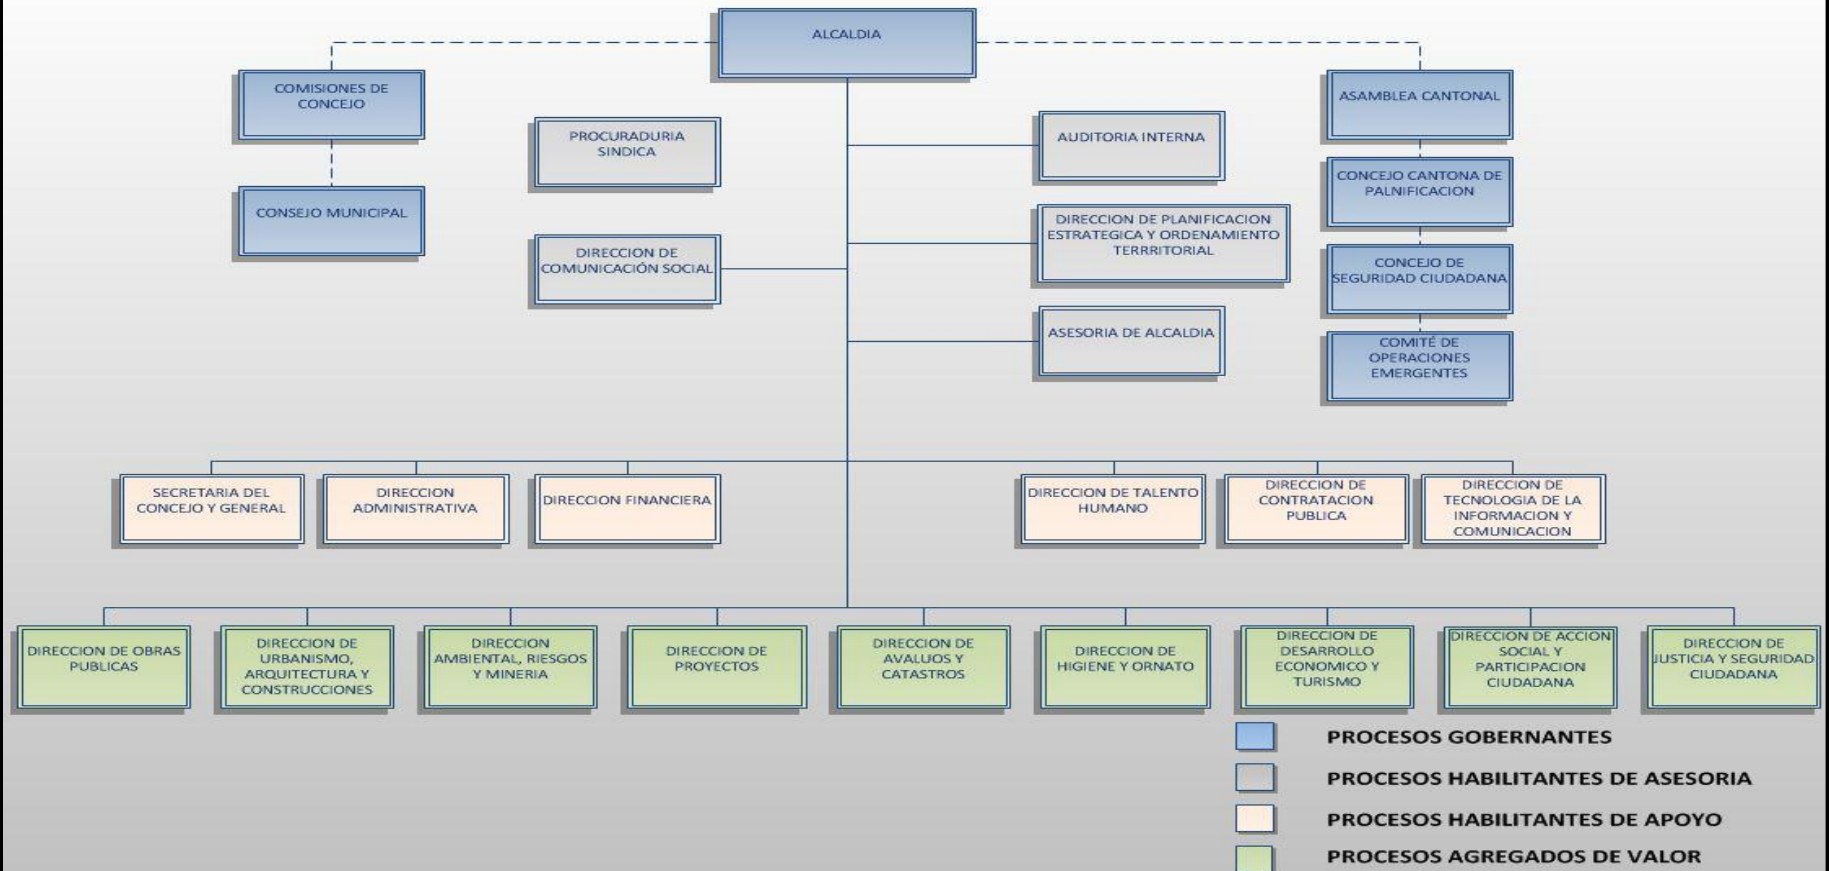 ALCALDIA
COMISIONES DE
CONCEJO
CONSEJO MUNICIPAL
PROCURADURIA
SINDICA
DIRECCION DE
COMUNICACIÓN SOCIAL
AUDITORIA INTERNA
DIRECCION DE PLANIFICACION
ESTRATEGICA Y ORDENAMIENTO
TERRRITORIAL
ASESORIA DE ALCALDIA
ASAMBLEA CANTONAL
CONCEJO CANTONA DE
PALNIFICACION
CONCEJO DE
SEGURIDAD CIUDADANA
COMITÉ DE
OPERACIONES
EMERGENTES
SECRETARIA DEL
CONCEJO Y GENERAL
DIRECCION
ADMINISTRATIVA
DIRECCION FINANCIERA
DIRECCION DE TALENTO
HUMANO
DIRECCION DE
CONTRATACION
PUBLICA
DIRECCION DE
TECNOLOGIA DE LA
INFORMACION Y
COMUNICACION
DIRECCION DE OBRAS
PUBLICAS
DIRECCION DE
URBANISMO,
ARQUITECTURA Y
CONSTRUCCIONES
DIRECCION
AMBIENTAL, RIESGOS
Y MINERIA
DIRECCION DE
PROYECTOS
DIRECCION DE
AVALUOS Y
CATASTROS
DIRECCION DE
HIGIENE Y ORNATO
DIRECCION DE
DESARROLLO
ECONOMICO Y
TURISMO
DIRECCION DE ACCION
SOCIAL Y
PARTICIPACION
CIUDADANA
DIRECCION DE
JUSTICIA Y SEGURIDAD
CIUDADANA
PROCESOS GOBERNANTES
PROCESOS HABILITANTES DE ASESORIA
PROCESOS HABILITANTES DE APOYO
PROCESOS AGREGADOS DE VALOR